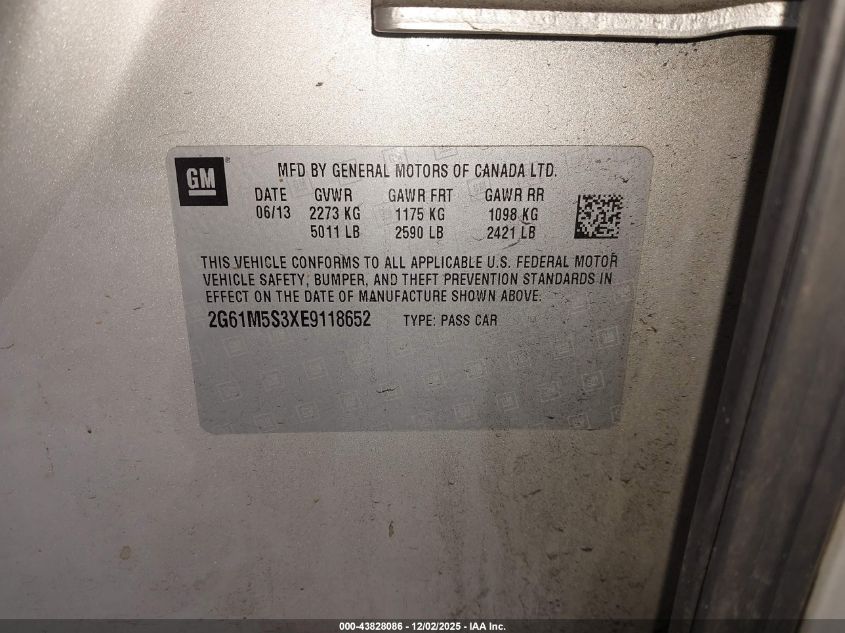 GM
MFD BY GENERAL MOTORS OF CANADA LTD.
DATE GVWR GAWR FRT GAWR RR
06/13 2273 KG 1175 KG 1098 KG
5011 LB 2590 LB 2421 LB
THIS VEHICLE CONFORMS TO ALL APPLICABLE U.S. FEDERAL MOTOR
VEHICLE SAFETY, BUMPER, AND THEFT PREVENTION STANDARDS IN
EFFECT ON THE DATE OF MANUFACTURE SHOWN ABOVE.
2G61M5S3XE9118652 TYPE: PASS CAR
000-43828086 - 12/02/2025 - IAA Inc.